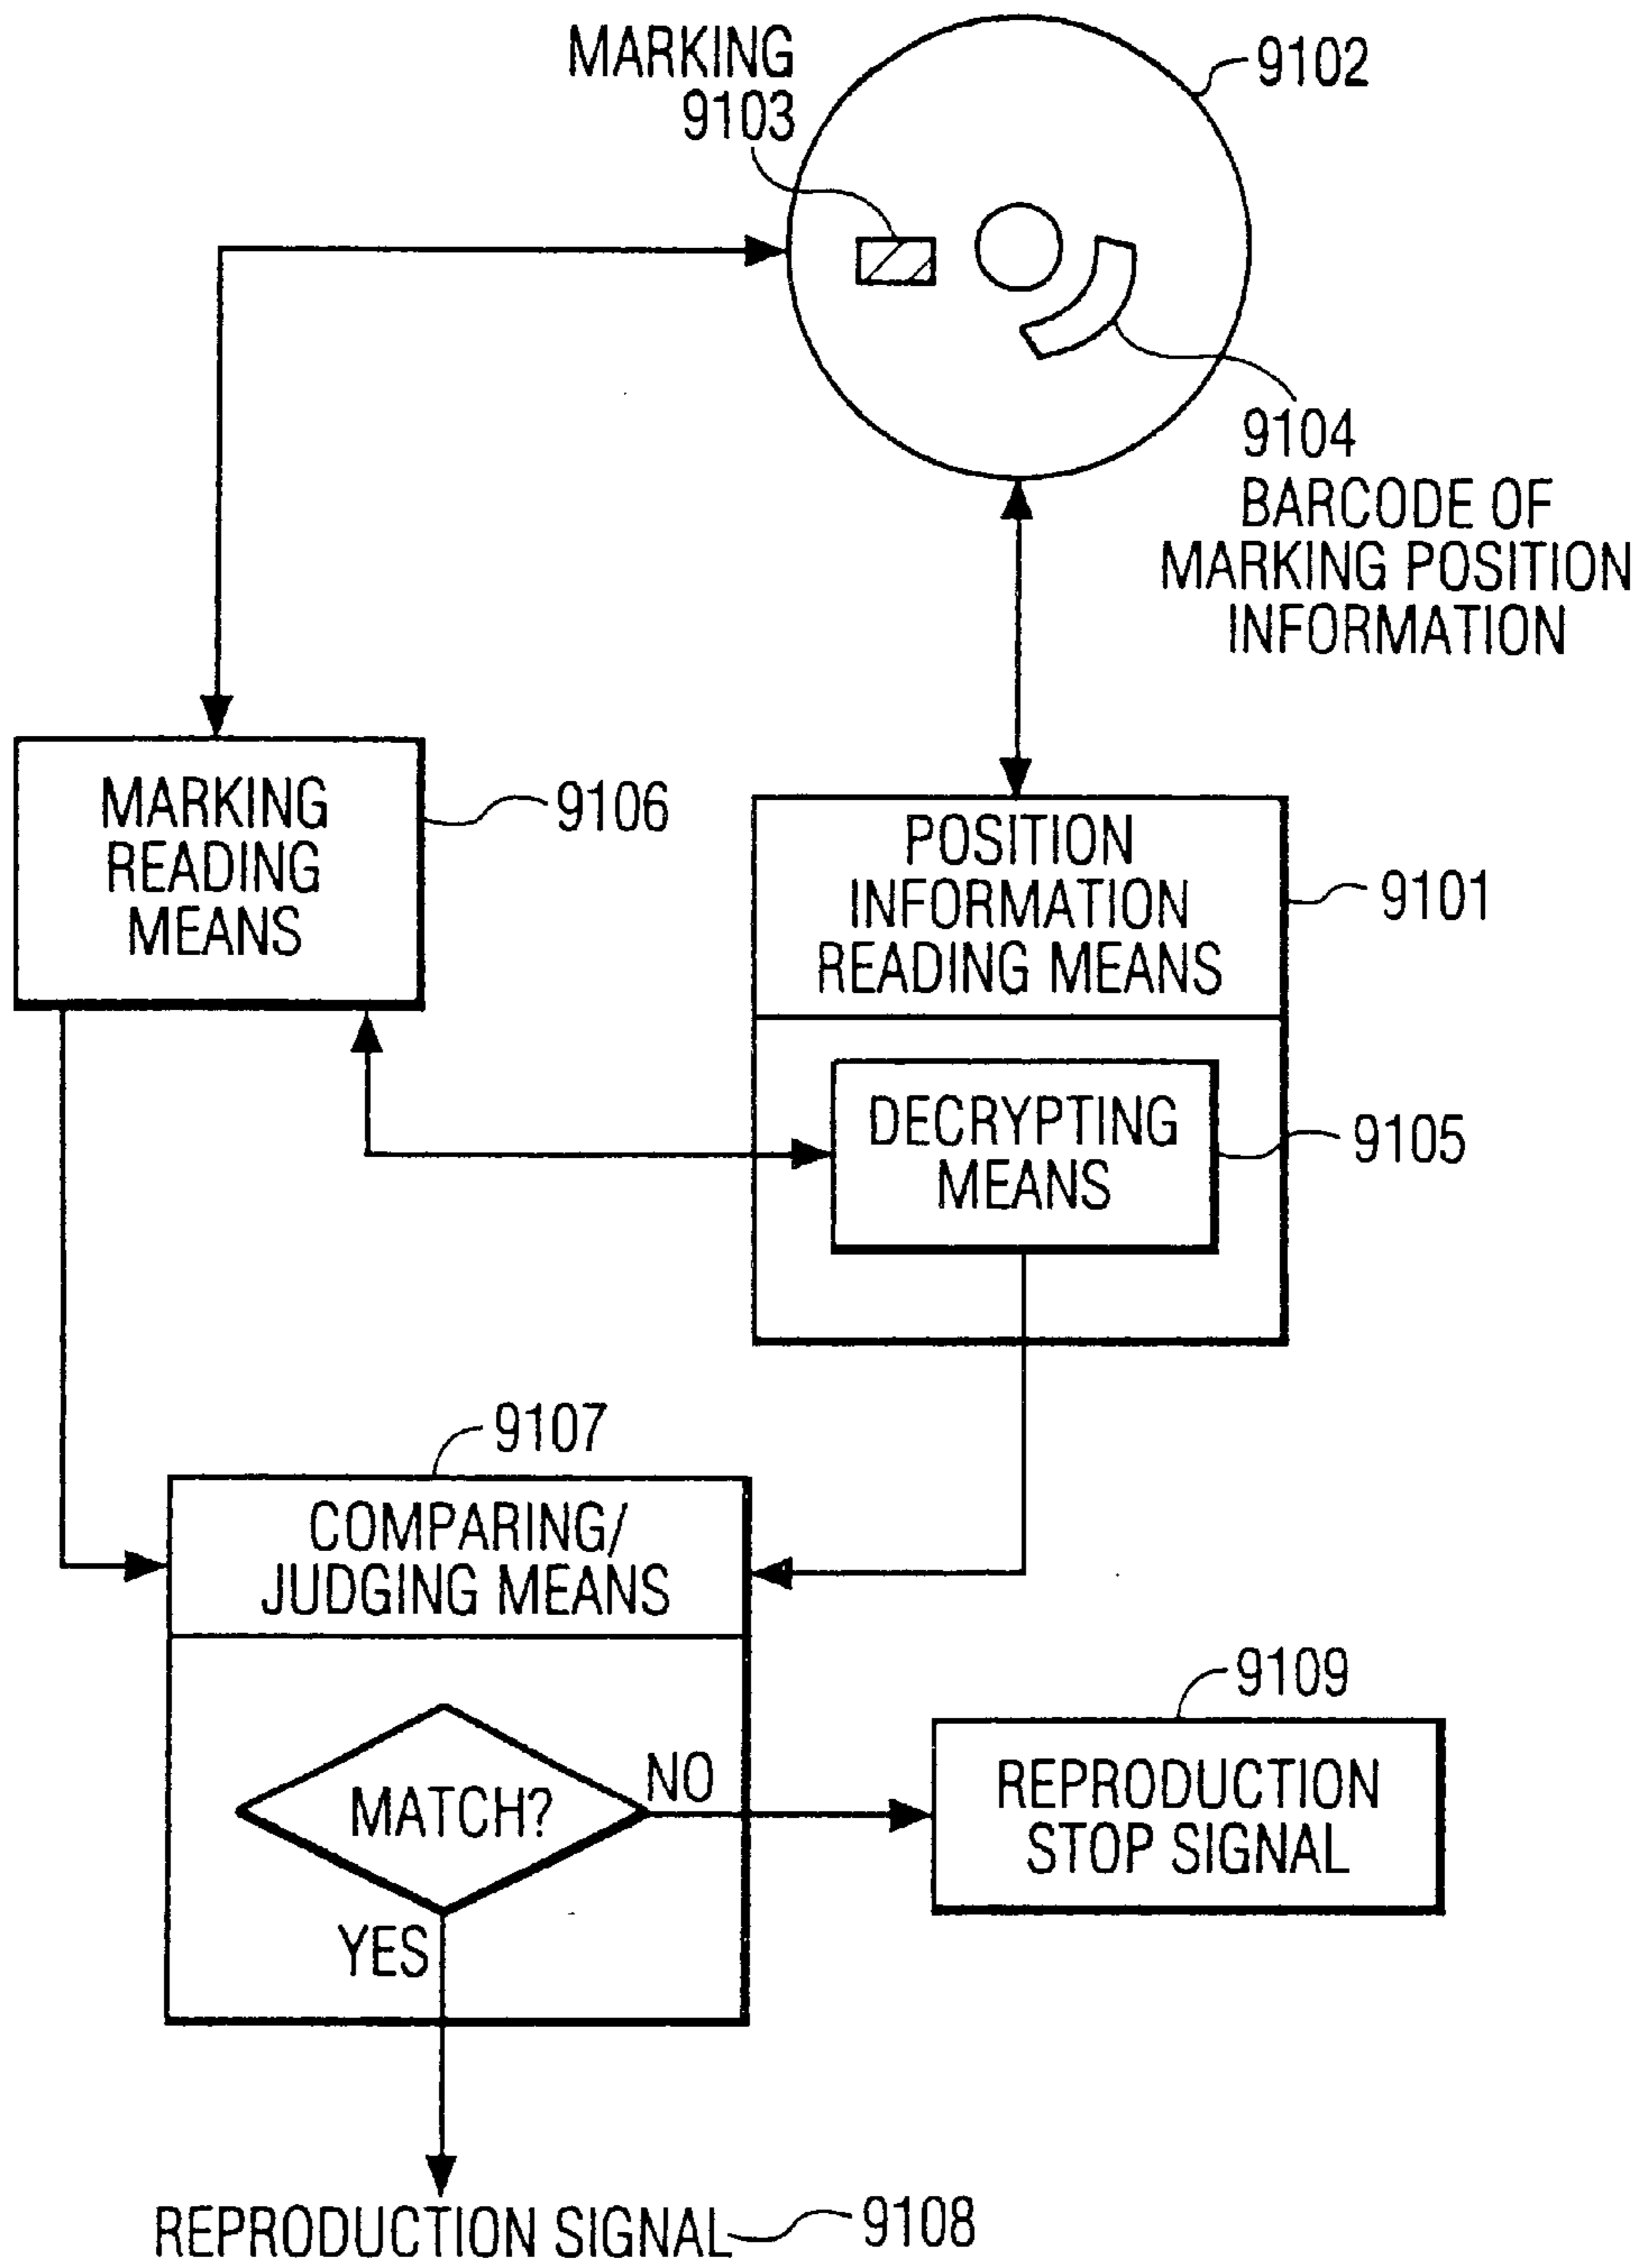 MARKING
9103
9102
9104
BARCODE OF
MARKING POSITION
INFORMATION
MARKING
READING
MEANS
9106
POSITION
INFORMATION
READING MEANS
9101
DECRYPTING
MEANS
9105
9107
COMPARING/
JUDGING MEANS
MATCH?
NO
YES
9109
REPRODUCTION
STOP SIGNAL
REPRODUCTION SIGNAL
9108